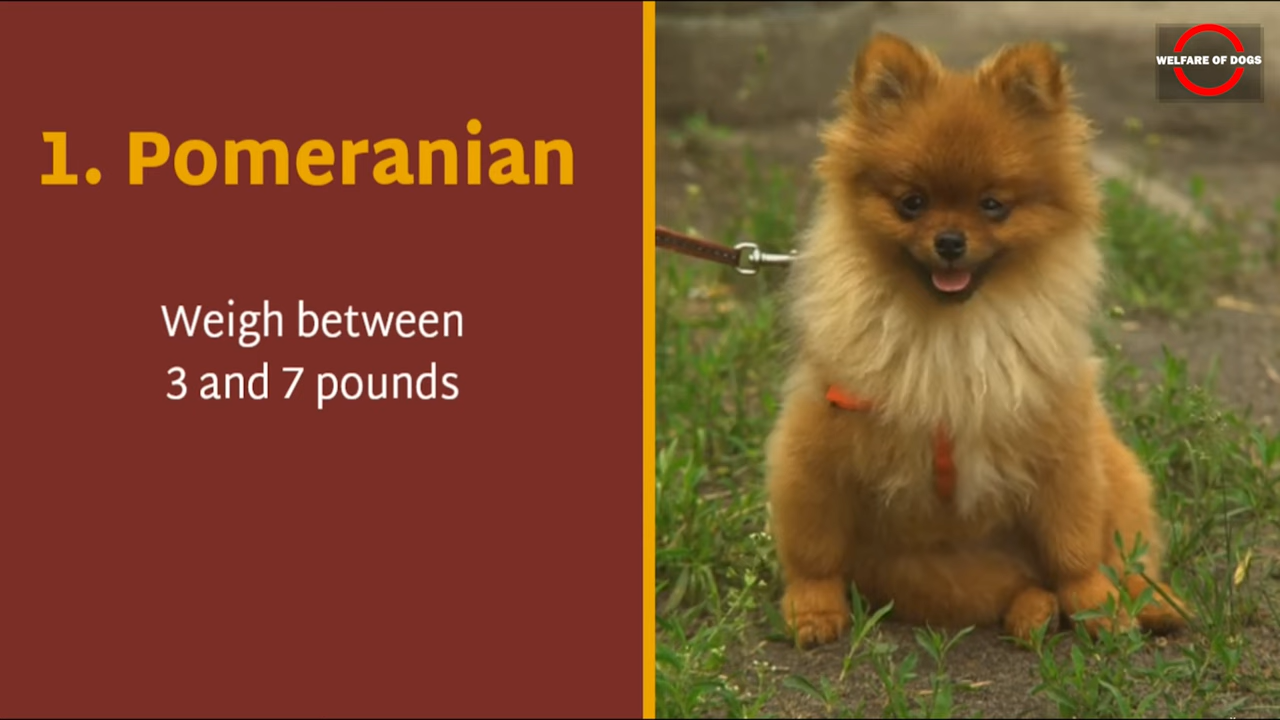 1. Pomeranian
Weigh between
3 and 7 pounds
WELFARE OF DOGS